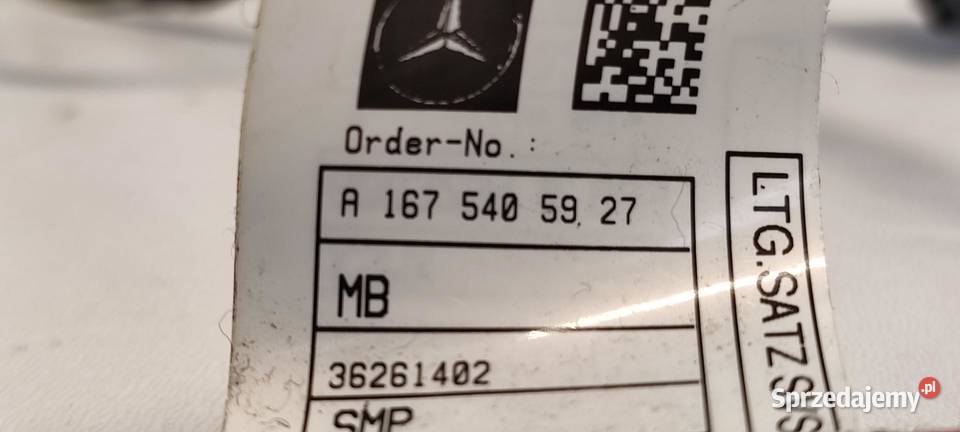 Order-No.:
A 167 540 59 27
MB
36261402
SMP
LTG.SATZ
Sprzedajemy.pl